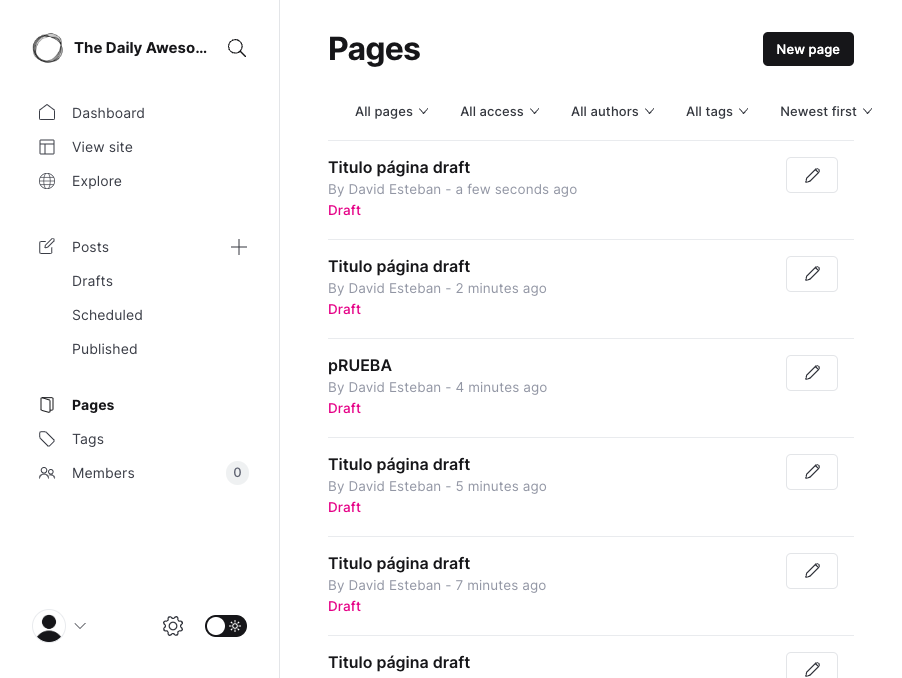 The Daily Aweso...
Dashboard
View site
Explore
Posts
Drafts
Scheduled
Published
Pages
Tags
Members 0
Pages
New page
All pages All access All authors All tags Newest first
Titulo página draft
By David Esteban - a few seconds ago
Draft
Titulo página draft
By David Esteban - 2 minutes ago
Draft
pRUEBA
By David Esteban - 4 minutes ago
Draft
Titulo página draft
By David Esteban - 5 minutes ago
Draft
Titulo página draft
By David Esteban - 7 minutes ago
Draft
Titulo página draft